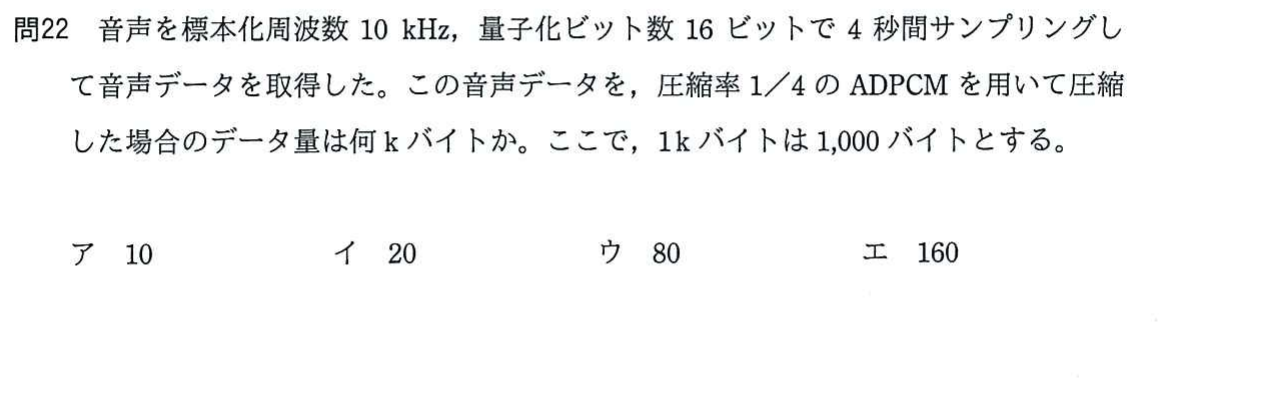 問22 音声を標本化周波数 10 kHz，量子化ビット数 16 ビットで 4 秒間サンプリングし
て音声データを取得した。この音声データを，圧縮率 1／4 の ADPCM を用いて圧縮
した場合のデータ量は何 k バイトか。ここで，1k バイトは 1,000 バイトとする。
ア 10 イ 20 ウ 80 エ 160